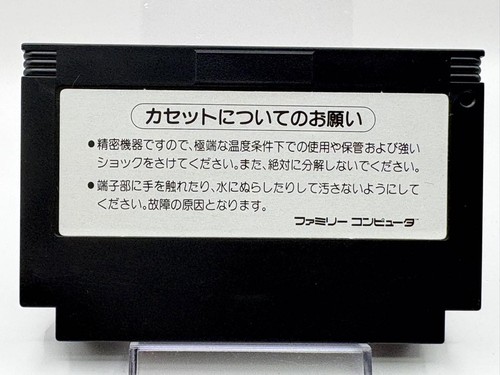 カセットについてのお願い
●精密機器ですので、極端な温度条件下での使用や保管および強い
ショックをさけてください。また、絶対に分解しないでください。
●端子部に手を触れたり、水にぬらしたりして汚さないようにして
ください。故障の原因となります。
ファミリー コンピュータ™